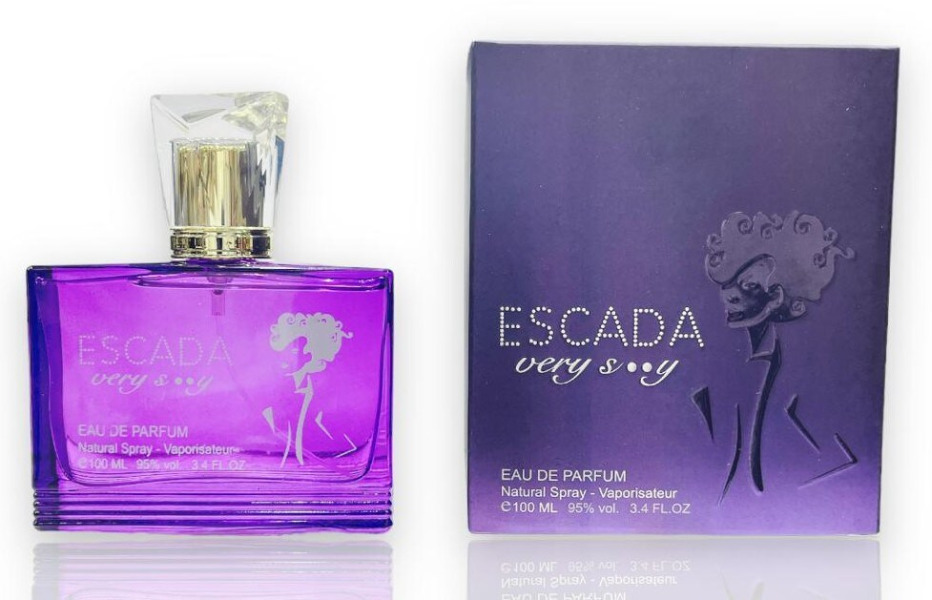 ESCADA
very s••y
EAU DE PARFUM
Natural Spray - Vaporisateur
℮100 ML 95% vol. 3.4 FL.OZ
ESCADA
very s••y
EAU DE PARFUM
Natural Spray - Vaporisateur
℮100 ML 95% vol. 3.4 FL.OZ